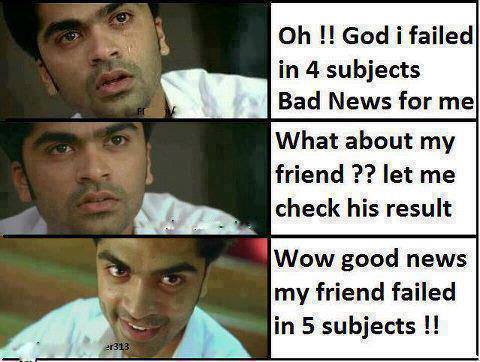 Oh !! God i failed
in 4 subjects
Bad News for me
What about my
friend ?? let me
check his result
Wow good news
my friend failed
in 5 subjects !!
er313